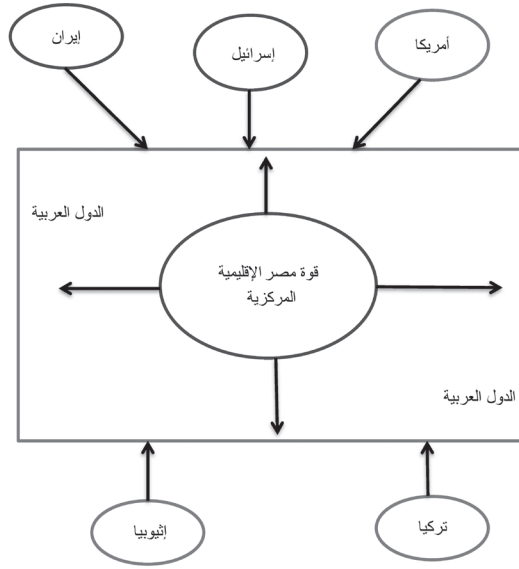 أمريكا
إسرائيل
إيران
الدول العربية
قوة مصر الإقليمية
المركزية
الدول العربية
تركيا
إثيوبيا